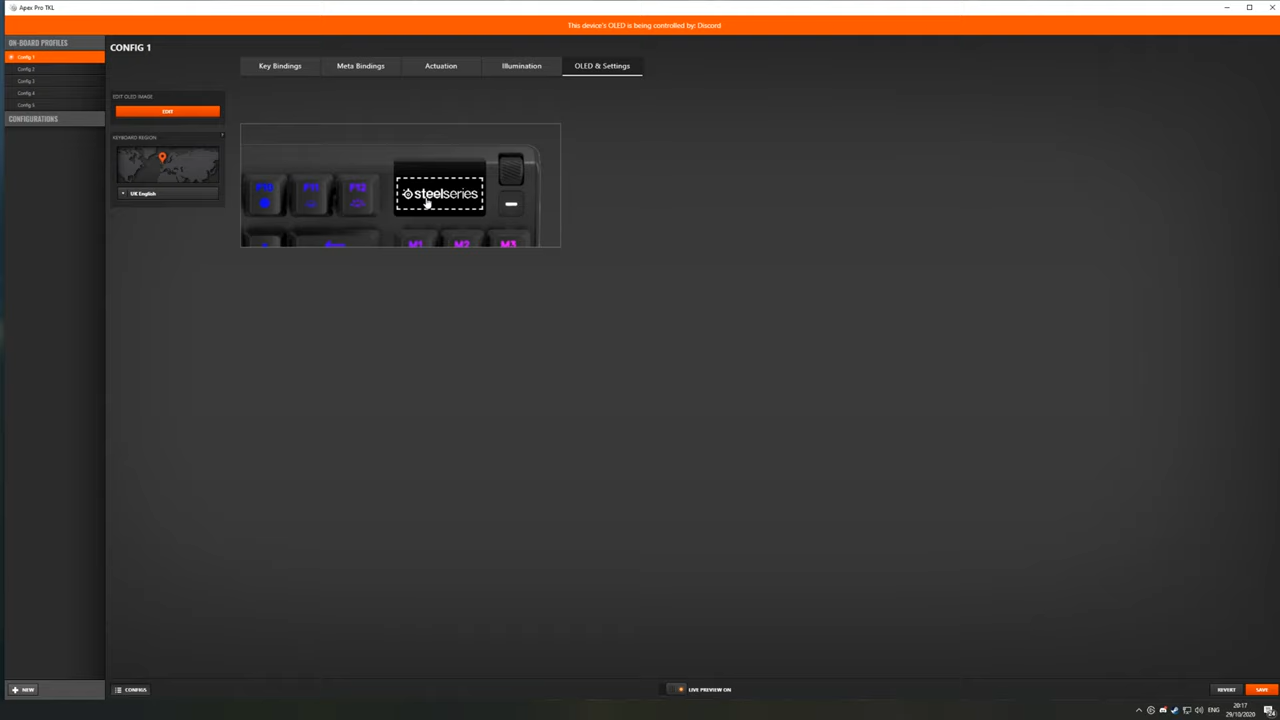 Apex Pro TKL
This device's OLED is being controlled by: Discord
ON-BOARD PROFILES
Config 1
Config 2
Config 3
Config 4
Config 5
CONFIGURATIONS
CONFIG 1
Key Bindings
Meta Bindings
Actuation
Illumination
OLED & Settings
EDIT OLED IMAGE
EDIT
KEYBOARD REGION
UK English
F10
F11
F12
steelseries
M1
M2
M3
NEW
CONFIGS
LIVE PREVIEW ON
REVERT
SAVE
ENG
20:17
29/10/2020